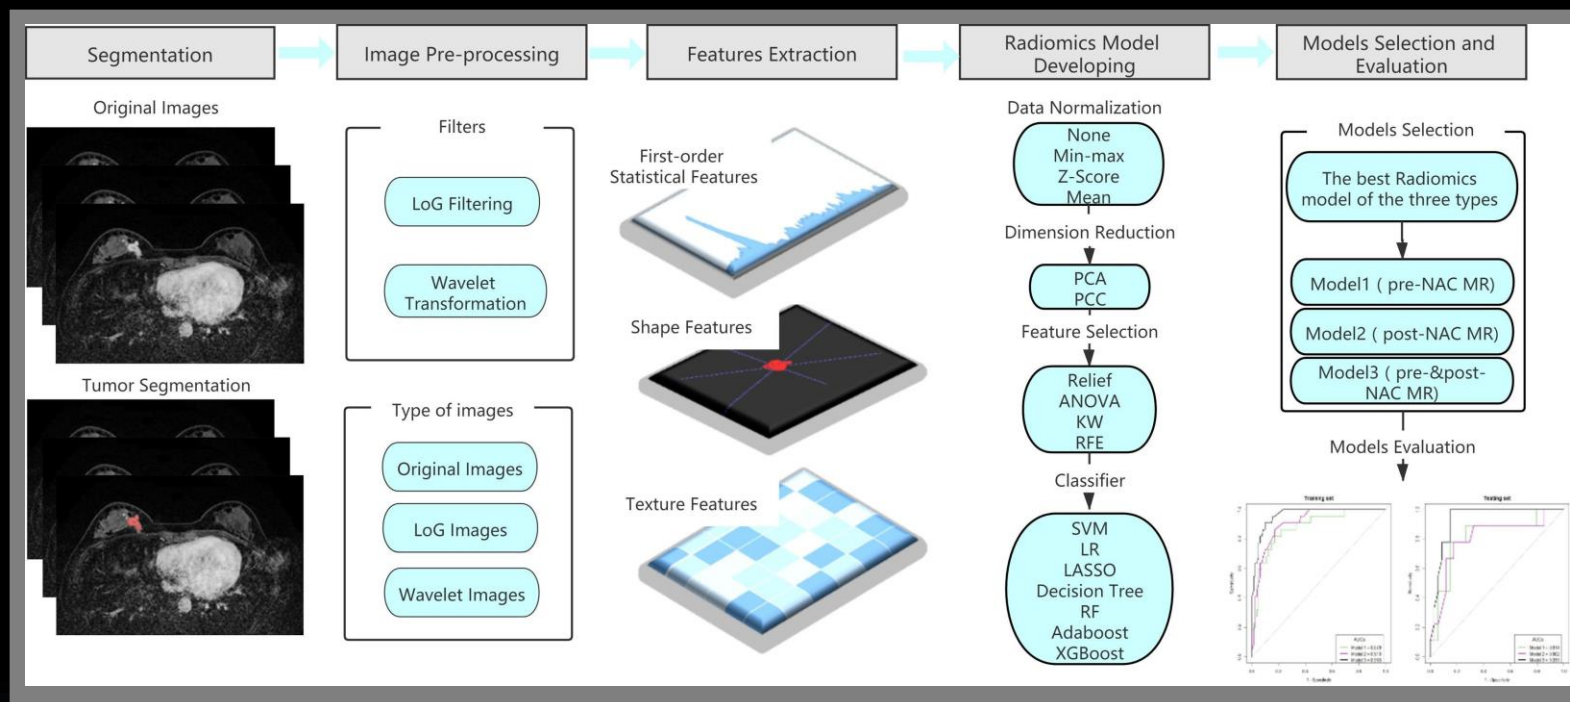 Segmentation
Image Pre-processing
Features Extraction
Radiomics Model
Developing
Models Selection and
Evaluation
Original Images
Tumor Segmentation
Filters
LoG Filtering
Wavelet
Transformation
Type of images
Original Images
LoG Images
Wavelet Images
First-order
Statistical Features
Shape Features
Texture Features
Data Normalization
None
Min-max
Z-Score
Mean
Dimension Reduction
PCA
PCC
Feature Selection
Relief
ANOVA
KW
RFE
Classifier
SVM
LR
LASSO
Decision Tree
RF
Adaboost
XGBoost
Models Selection
The best Radiomics
model of the three types
Model1 ( pre-NAC MR)
Model2 ( post-NAC MR)
Model3 ( pre-&post-
NAC MR)
Models Evaluation
Training set
Testing set